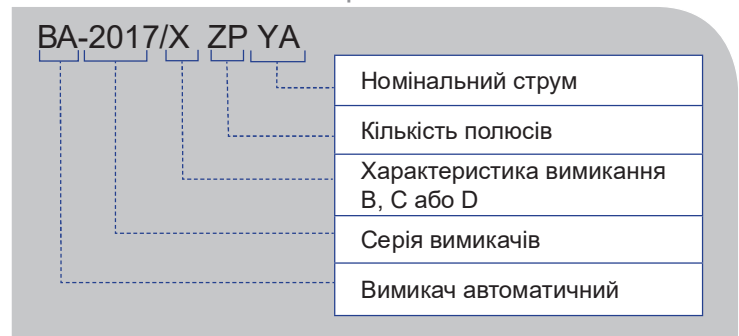 ВА-2017/X ZP YA
Номінальний струм
Кількість полюсів
Характеристика вимикання
B, C або D
Серія вимикачів
Вимикач автоматичний